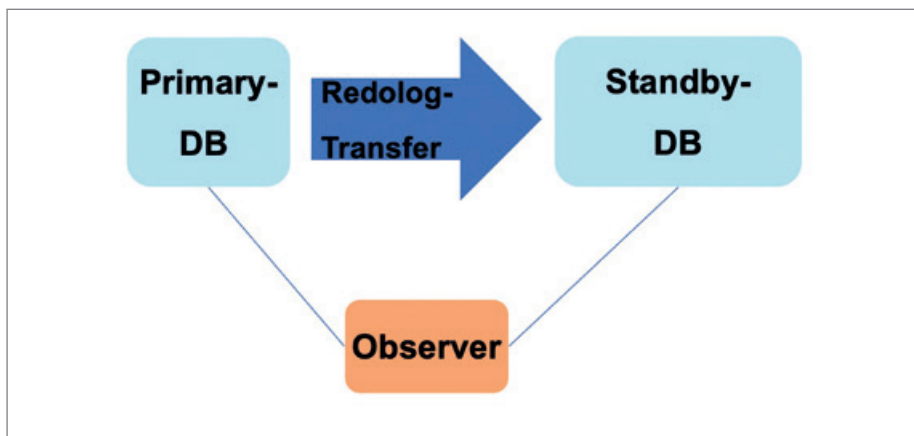 Primary-
DB
Redolog-
Transfer
Standby-
DB
Observer